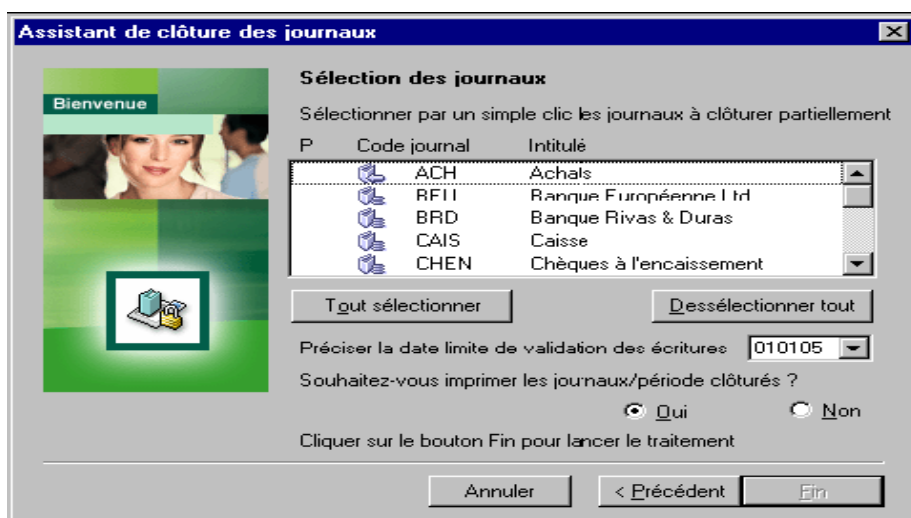 Assistant de clôture des journaux
Bienvenue
Sélection des journaux
Sélectionner par un simple clic les journaux à clôturer partiellement
P Code journal Intitulé
ACH Achats
BEU Banque Européenne Ltd
BRD Banque Rivas & Duras
CAIS Caisse
CHEN Chèques à l'encaissement
Tout sélectionner Dessélectionner tout
Préciser la date limite de validation des écritures 010105
Souhaitez-vous imprimer les journaux/période clôturés ?
Oui Non
Cliquer sur le bouton Fin pour lancer le traitement
Annuler < Précédent Fin